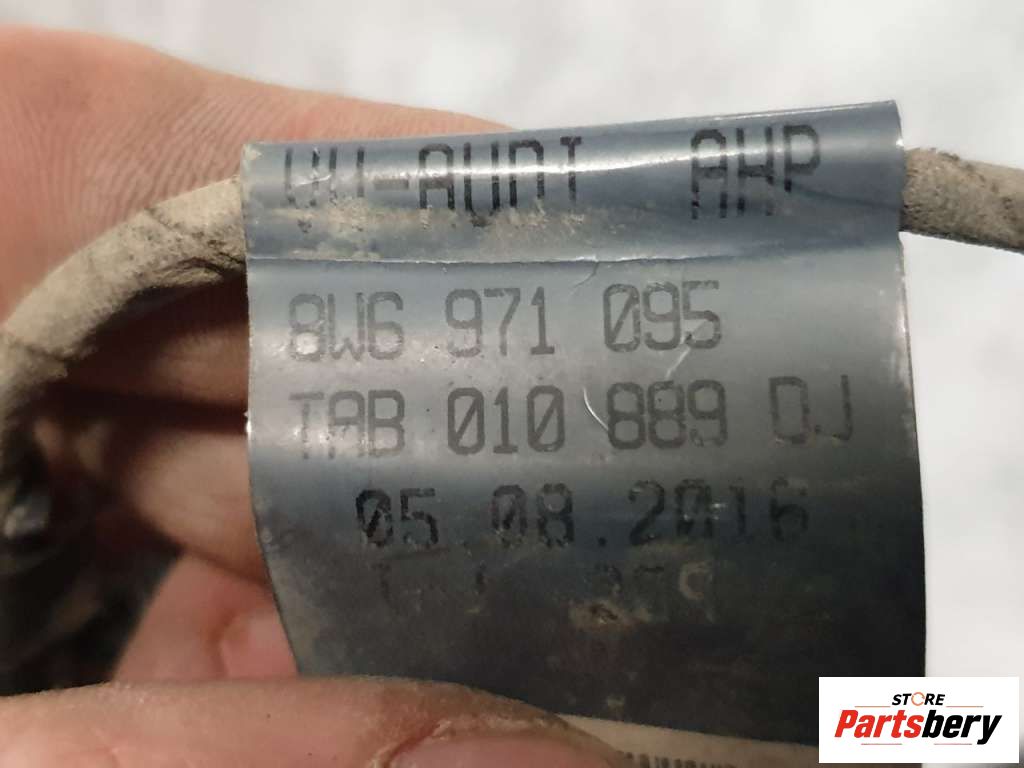 VW-AUDI AHP
8W6 971 095
TAB 010 889 DJ
05.08.2016
STORE
Partsbery